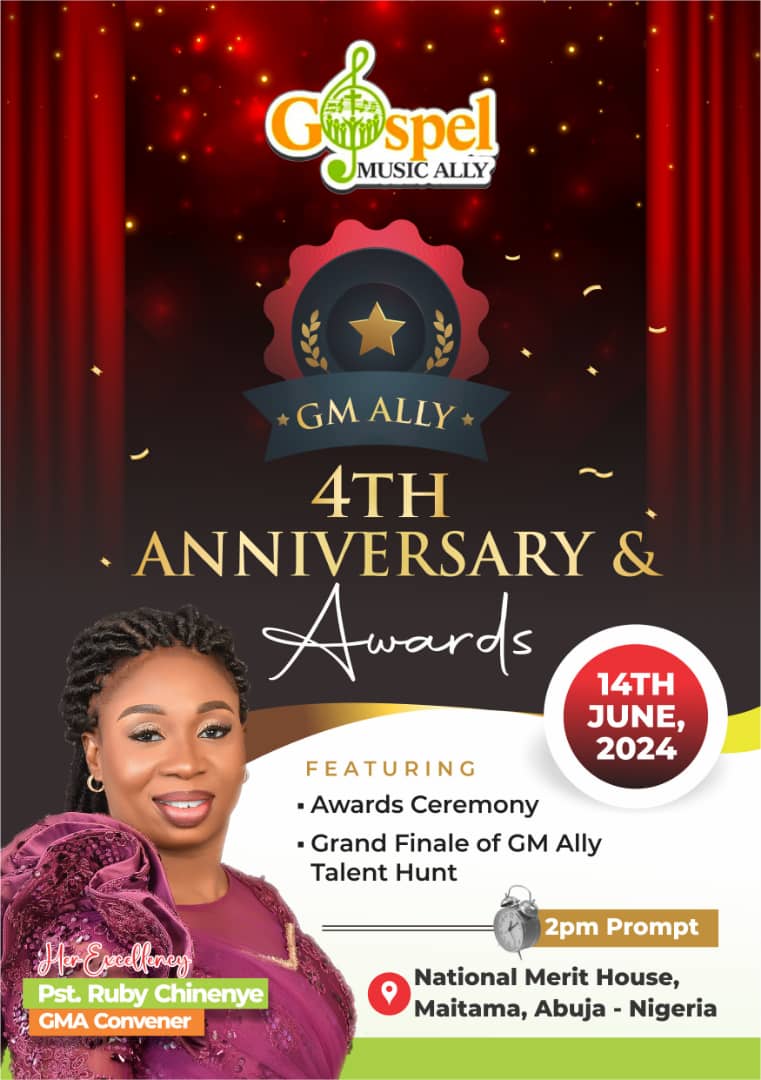 Gospel
MUSIC ALLY
GM ALLY
4TH
ANNIVERSARY &
Awards
14TH
JUNE,
2024
FEATURING
▪ Awards Ceremony
▪ Grand Finale of GM Ally
Talent Hunt
2pm Prompt
National Merit House,
Maitama, Abuja - Nigeria
Her Excellency
Pst. Ruby Chinenye
GMA Convener